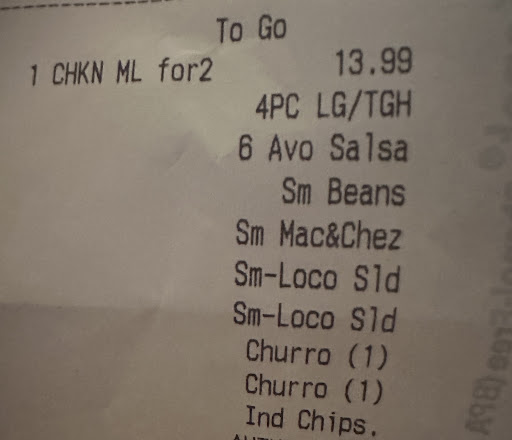 To Go
1 CHKN ML for2 13.99
4PC LG/TGH
6 Avo Salsa
Sm Beans
Sm Mac&Chez
Sm-Loco Sld
Sm-Loco Sld
Churro (1)
Churro (1)
Ind Chips.